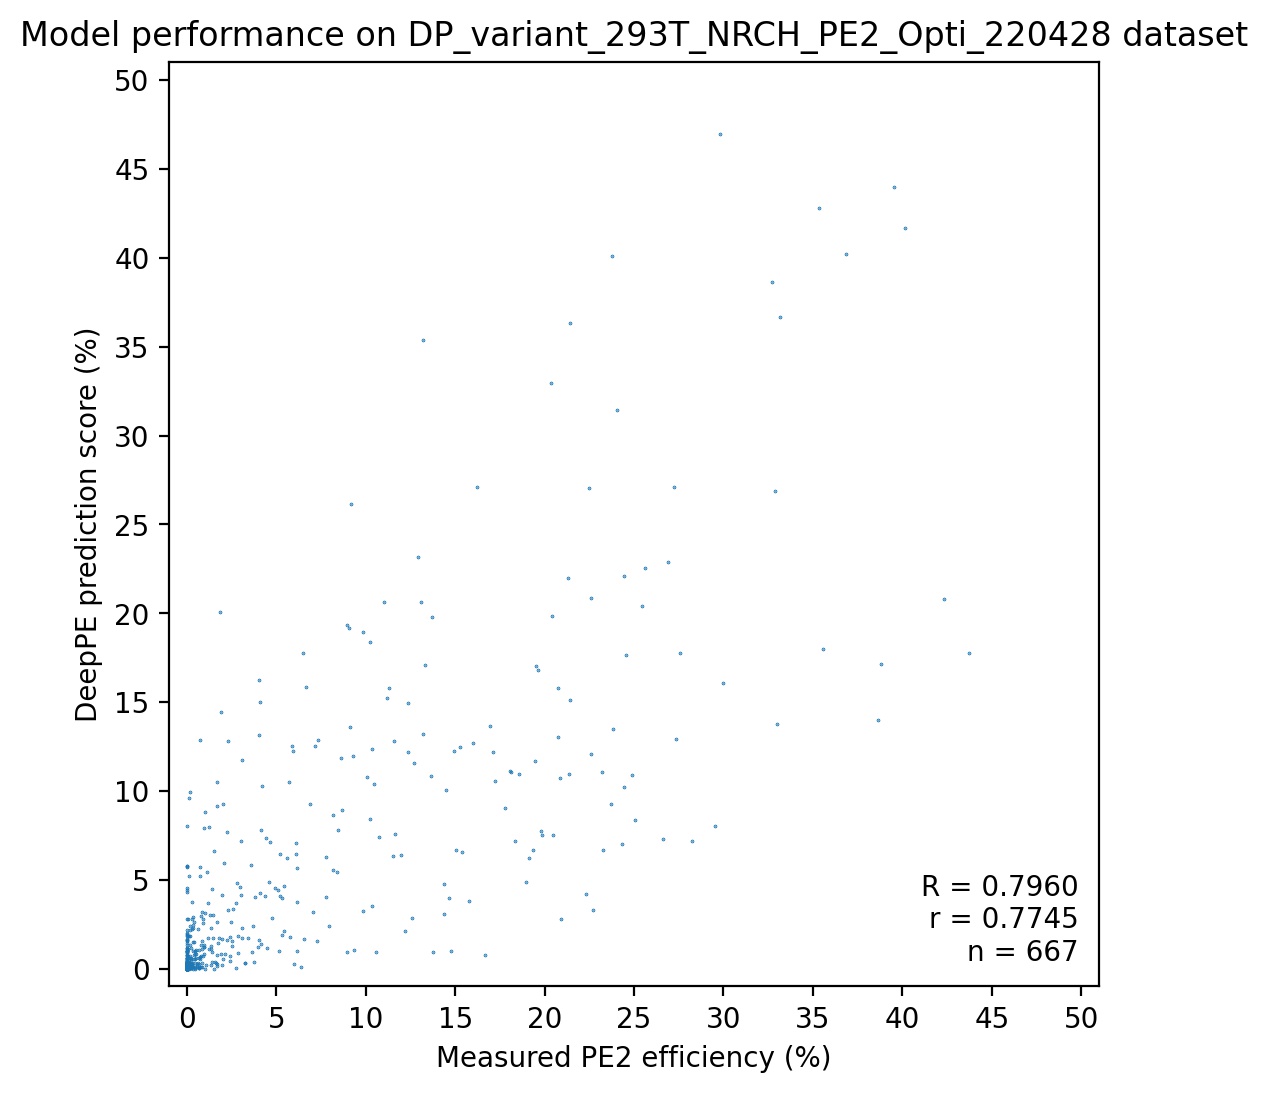 Model performance on DP_variant_293T_NRCH_PE2_Opti_220428 dataset
50
45
40
35
30
25
20
15
10
5
0
DeepPE prediction score (%)
R = 0.7960
r = 0.7745
n = 667
0 5 10 15 20 25 30 35 40 45 50
Measured PE2 efficiency (%)